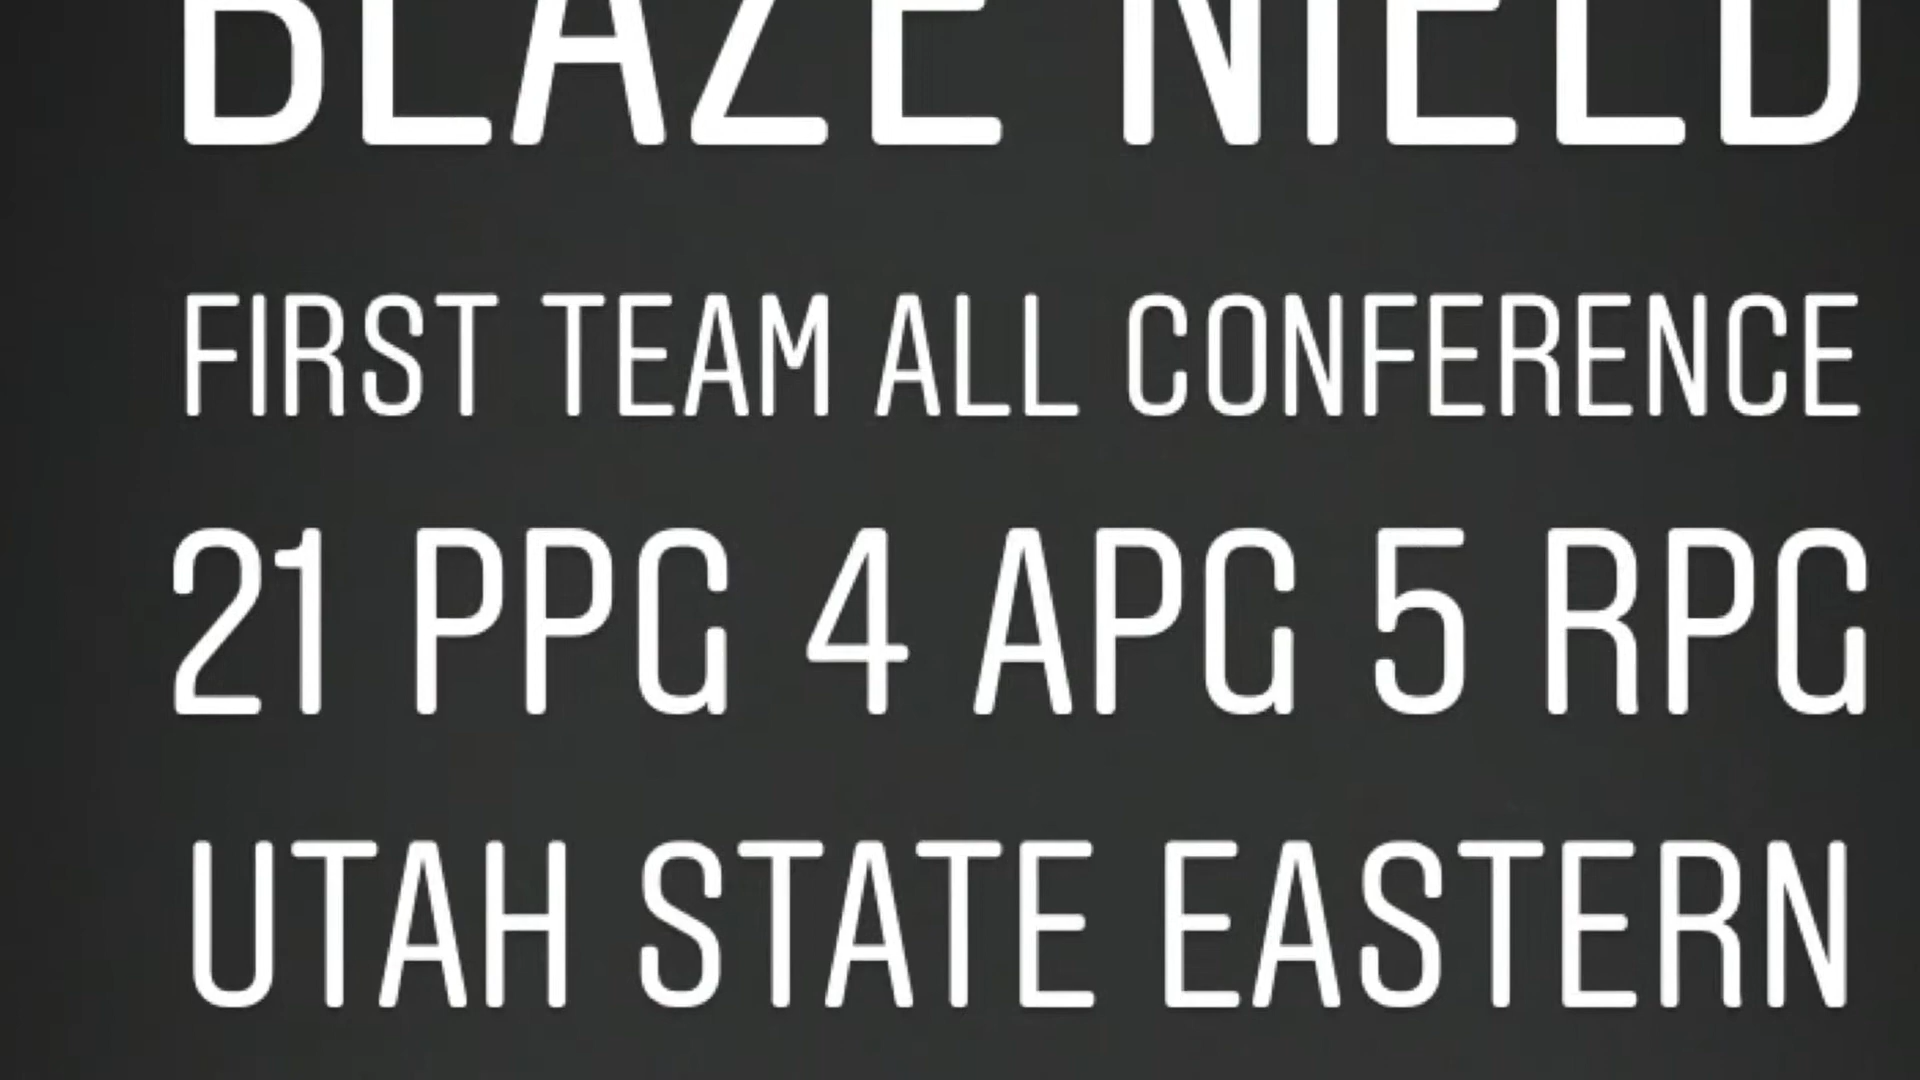 BLAZE NIELD
FIRST TEAM ALL CONFERENCE
21 PPG 4 APG 5 RPG
UTAH STATE EASTERN